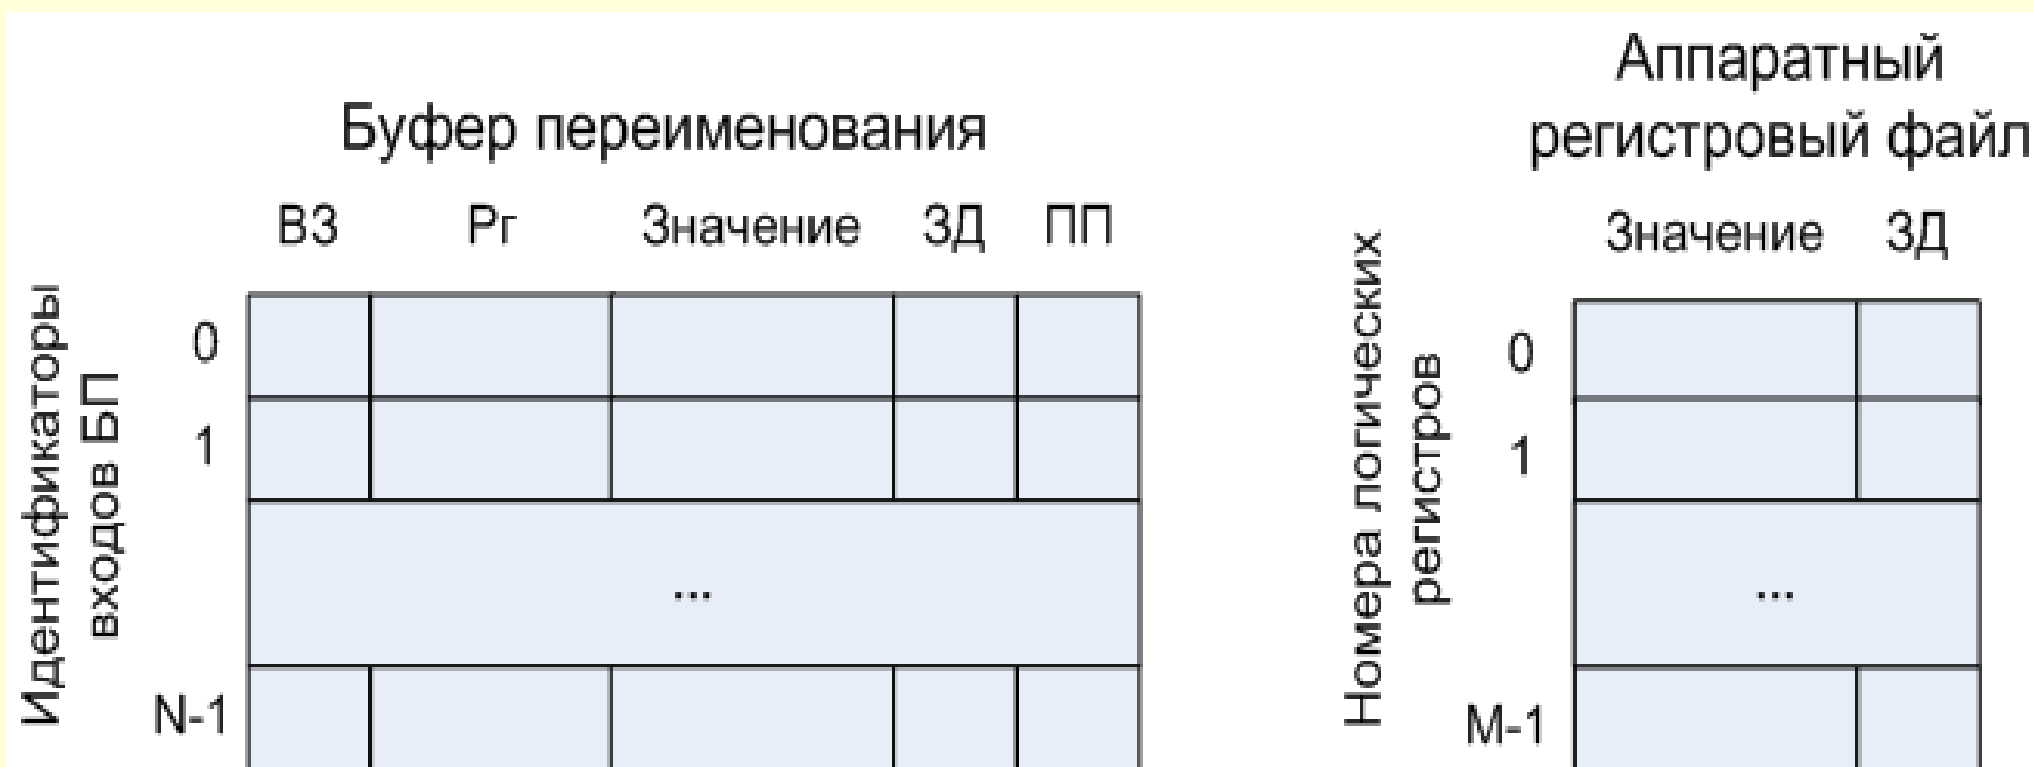 Буфер переименования
ВЗ Рг Значение ЗД ПП
Идентификаторы
входов БП
0
1
...
N-1
Аппаратный
регистровый файл
Значение ЗД
Номера логических
регистров
0
1
...
M-1